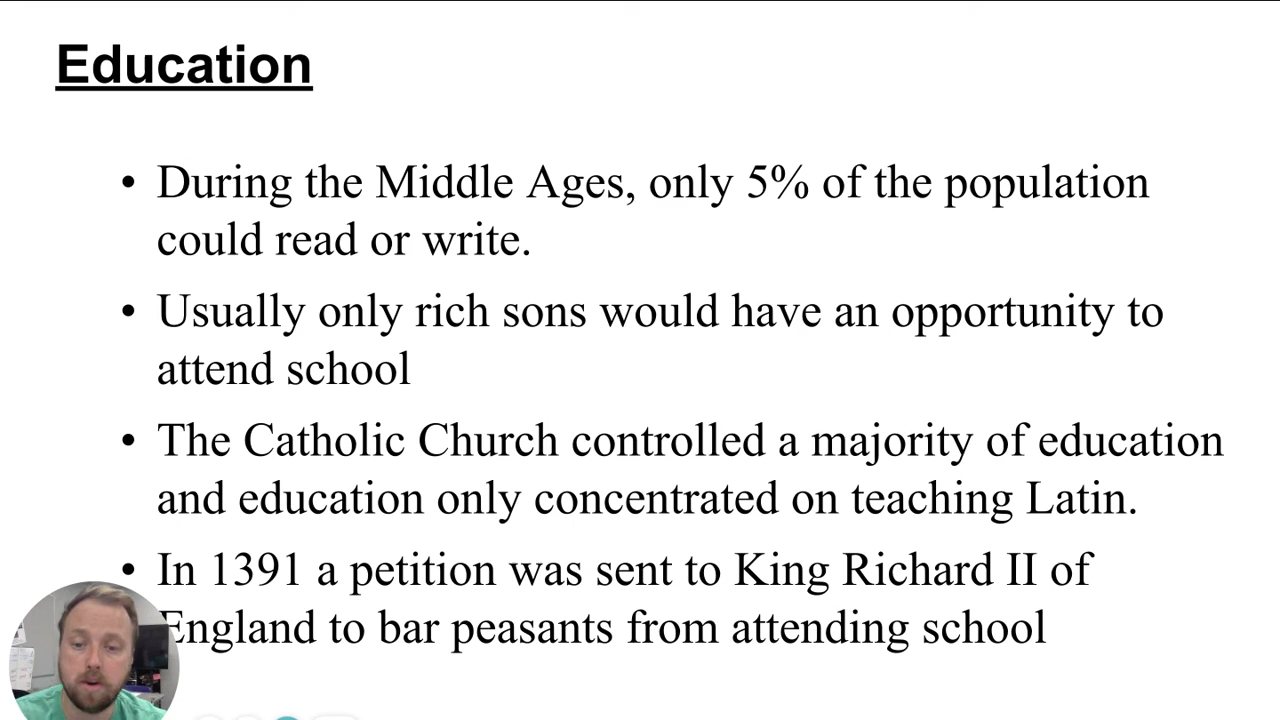 Education
• During the Middle Ages, only 5% of the population
could read or write.
• Usually only rich sons would have an opportunity to
attend school
• The Catholic Church controlled a majority of education
and education only concentrated on teaching Latin.
• In 1391 a petition was sent to King Richard II of
England to bar peasants from attending school